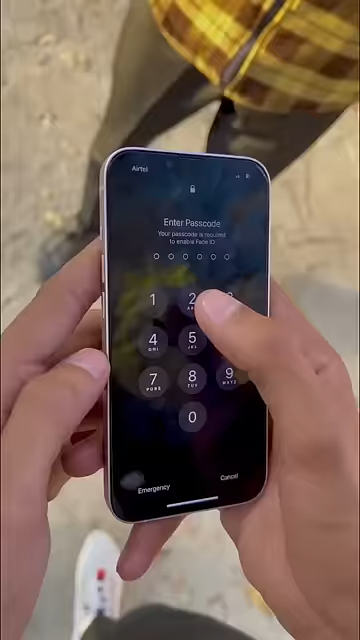 Airtel
Enter Passcode
Your passcode is required
to enable Face ID
1 2
4 5
GHI JKL
7 8 9
PQRS TUV WXYZ
0
Emergency Cancel